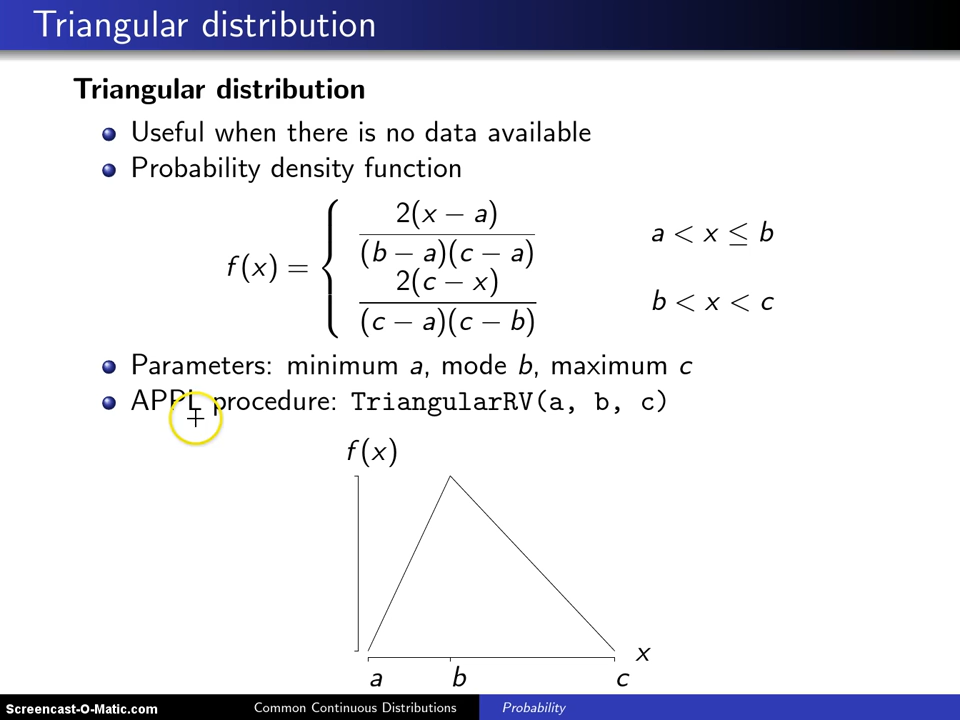 Triangular distribution
Triangular distribution
Useful when there is no data available
Probability density function
f(x) = { 2(x − a) / (b − a)(c − a) a < x ≤ b
2(c − x) / (c − a)(c − b) b < x < c
Parameters: minimum a, mode b, maximum c
APPL procedure: TriangularRV(a, b, c)
f(x)
x
a b c
Screencast-O-Matic.com Common Continuous Distributions Probability